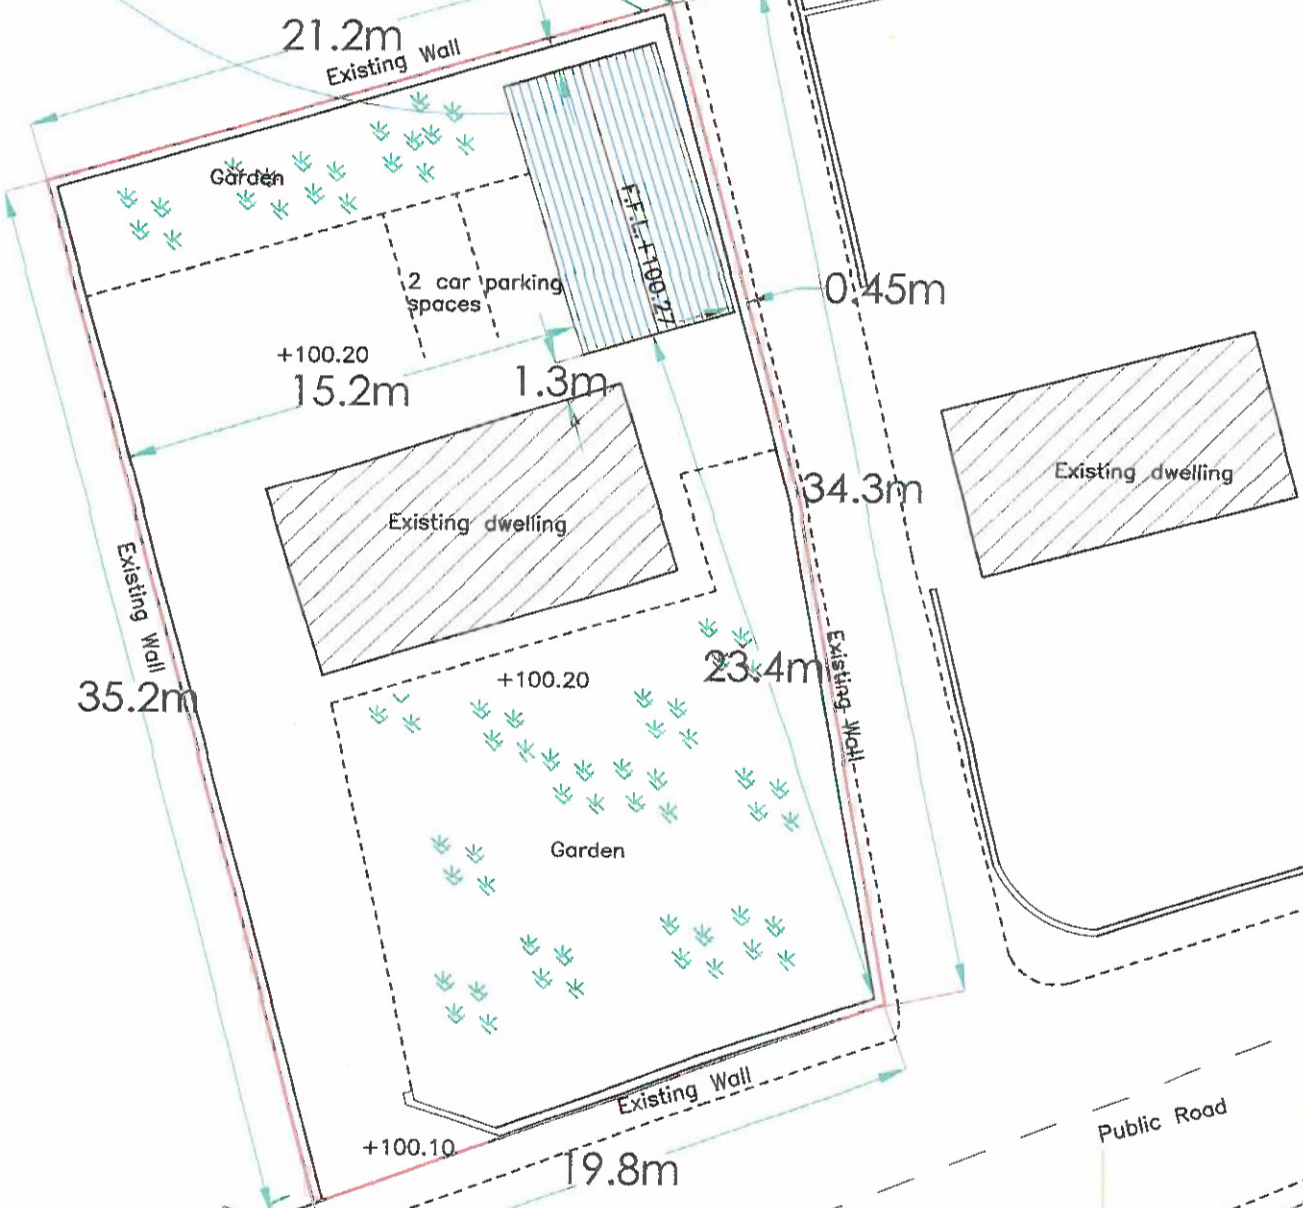 21.2m
Existing Wall
Garden
F.F.L.+100.27
2 car parking
spaces
0.45m
+100.20
15.2m
1.3m
34.3m
Existing dwelling
Existing dwelling
Existing Wall
+100.20
23.4m
Existing Wall
35.2m
Garden
Existing Wall
+100.10
19.8m
Public Road